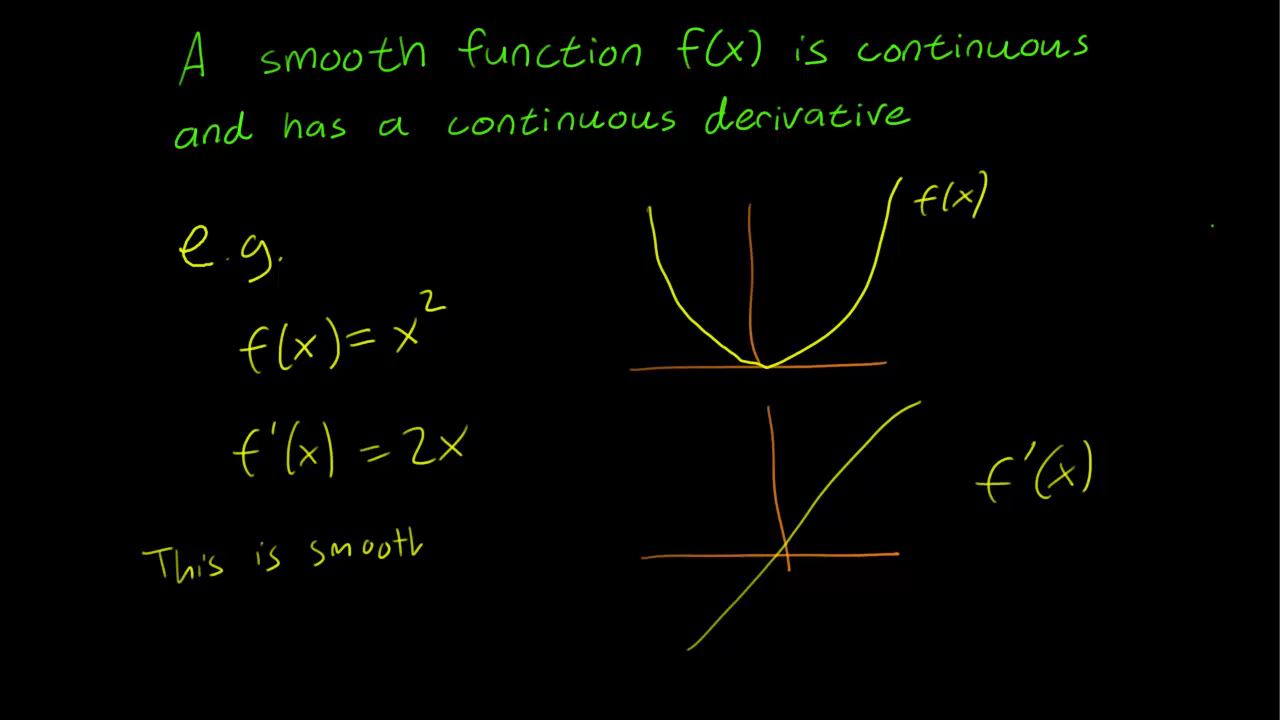 A smooth function f(x) is continuous
and has a continuous derivative
e.g.
f(x)
f(x)= x²
f'(x) = 2x
f'(x)
This is smooth